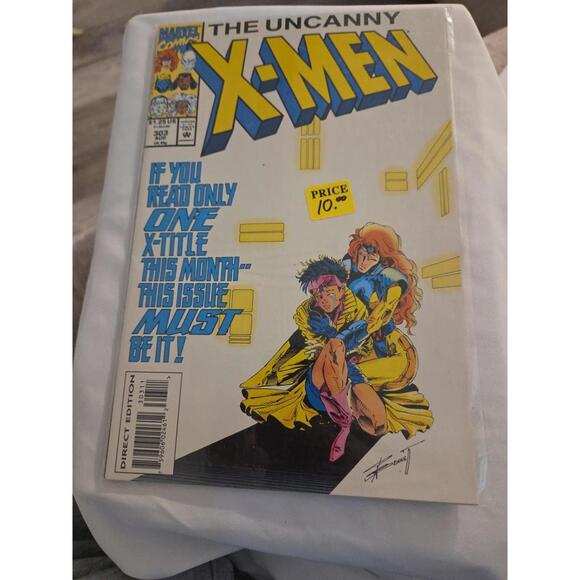 MARVEL
COMICS
THE UNCANNY
X-MEN
$1.25 US
303
AUG
IF YOU
READ ONLY
ONE
X-TITLE
THIS MONTH--
THIS ISSUE
MUST
BE IT!
PRICE
10.00
DIRECT EDITION
30311